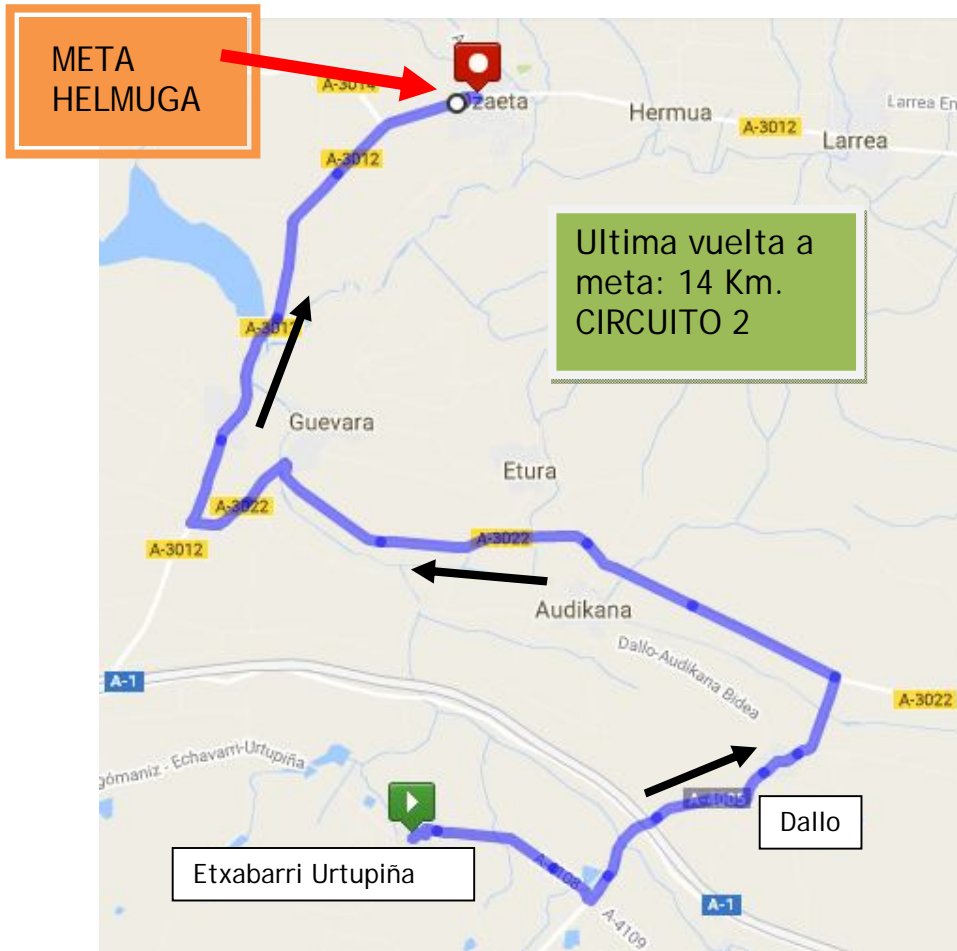 META
HELMUGA
A-3014
Ozaeta
Hermua
A-3012
Larrea En
Larrea
A-3012
Ultima vuelta a
meta: 14 Km.
CIRCUITO 2
A-3012
Guevara
Etura
A-3022
A-3012
A-3022
Audikana
Dallo-Audikana Bidea
A-1
A-3022
gómaniz - Echavarri-Urtupiña
Dallo
Etxabarri Urtupiña
A-4108
A-1
A-4109